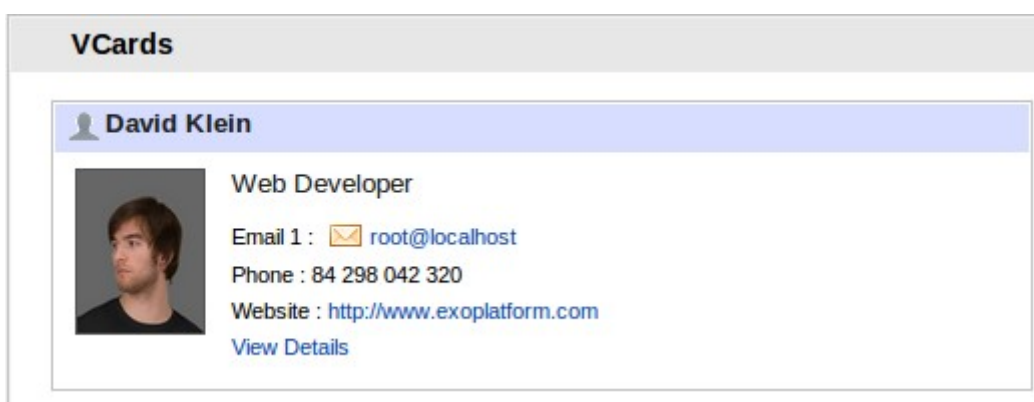 VCards
David Klein
Web Developer
Email 1 : root@localhost
Phone : 84 298 042 320
Website : http://www.exoplatform.com
View Details